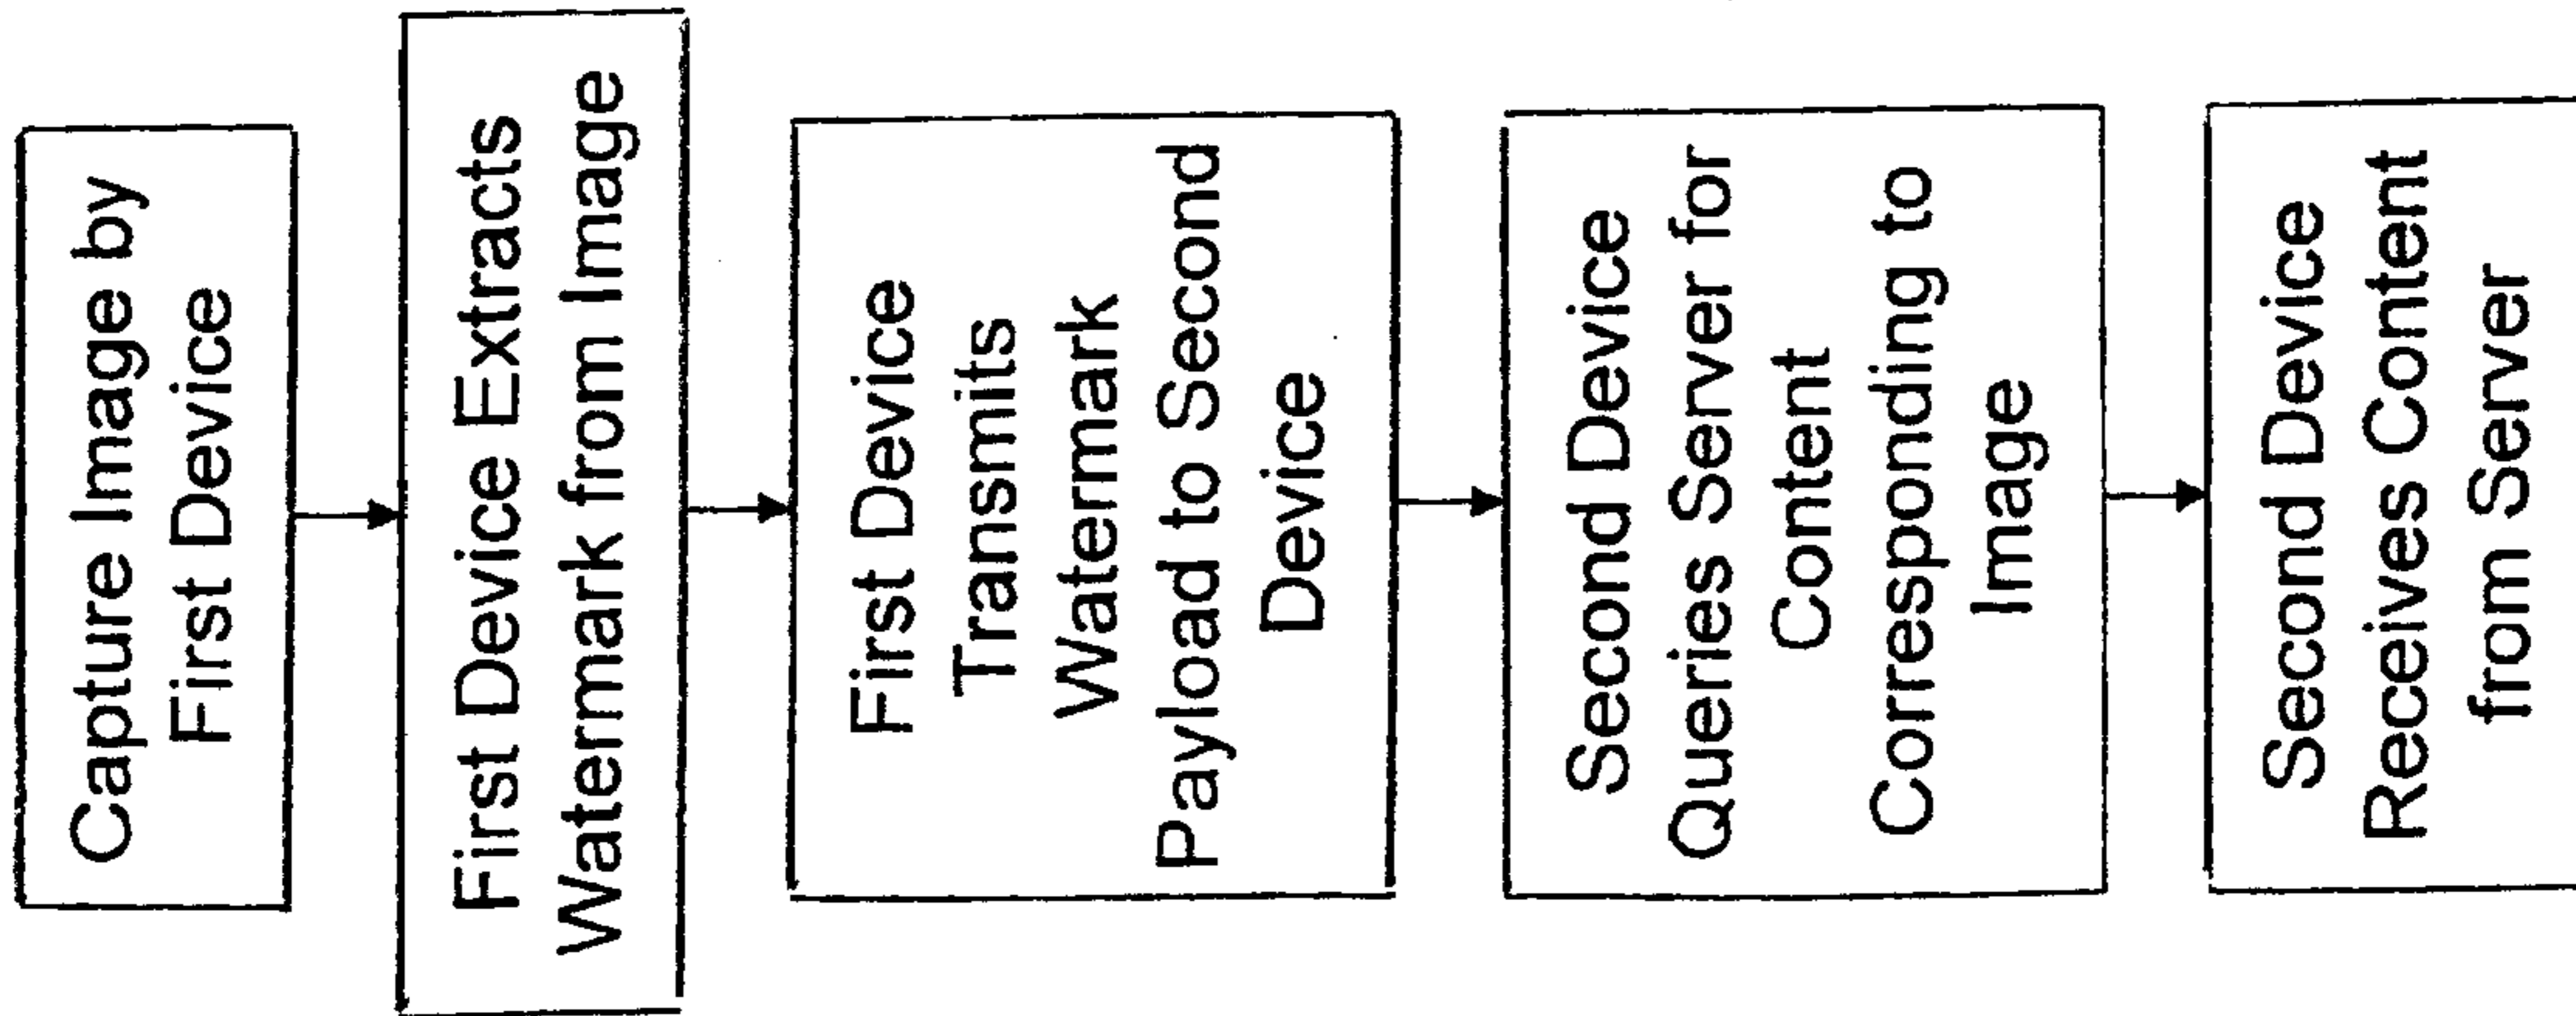 Capture Image by
First Device
First Device Extracts
Watermark from Image
First Device
Transmits
Watermark
Payload to Second
Device
Second Device
Queries Server for
Content
Corresponding to
Image
Second Device
Receives Content
from Server